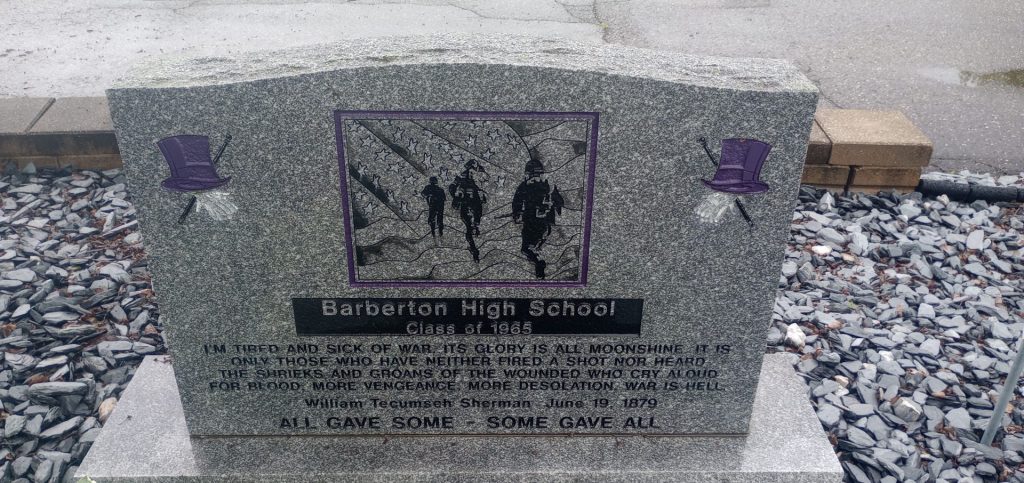 Barberton High School
Class of 1965
I'M TIRED AND SICK OF WAR. ITS GLORY IS ALL MOONSHINE. IT IS
ONLY THOSE WHO HAVE NEITHER FIRED A SHOT NOR HEARD
THE SHRIEKS AND GROANS OF THE WOUNDED WHO CRY ALOUD
FOR BLOOD, MORE VENGEANCE, MORE DESOLATION. WAR IS HELL.
William Tecumseh Sherman - June 19, 1879
ALL GAVE SOME - SOME GAVE ALL